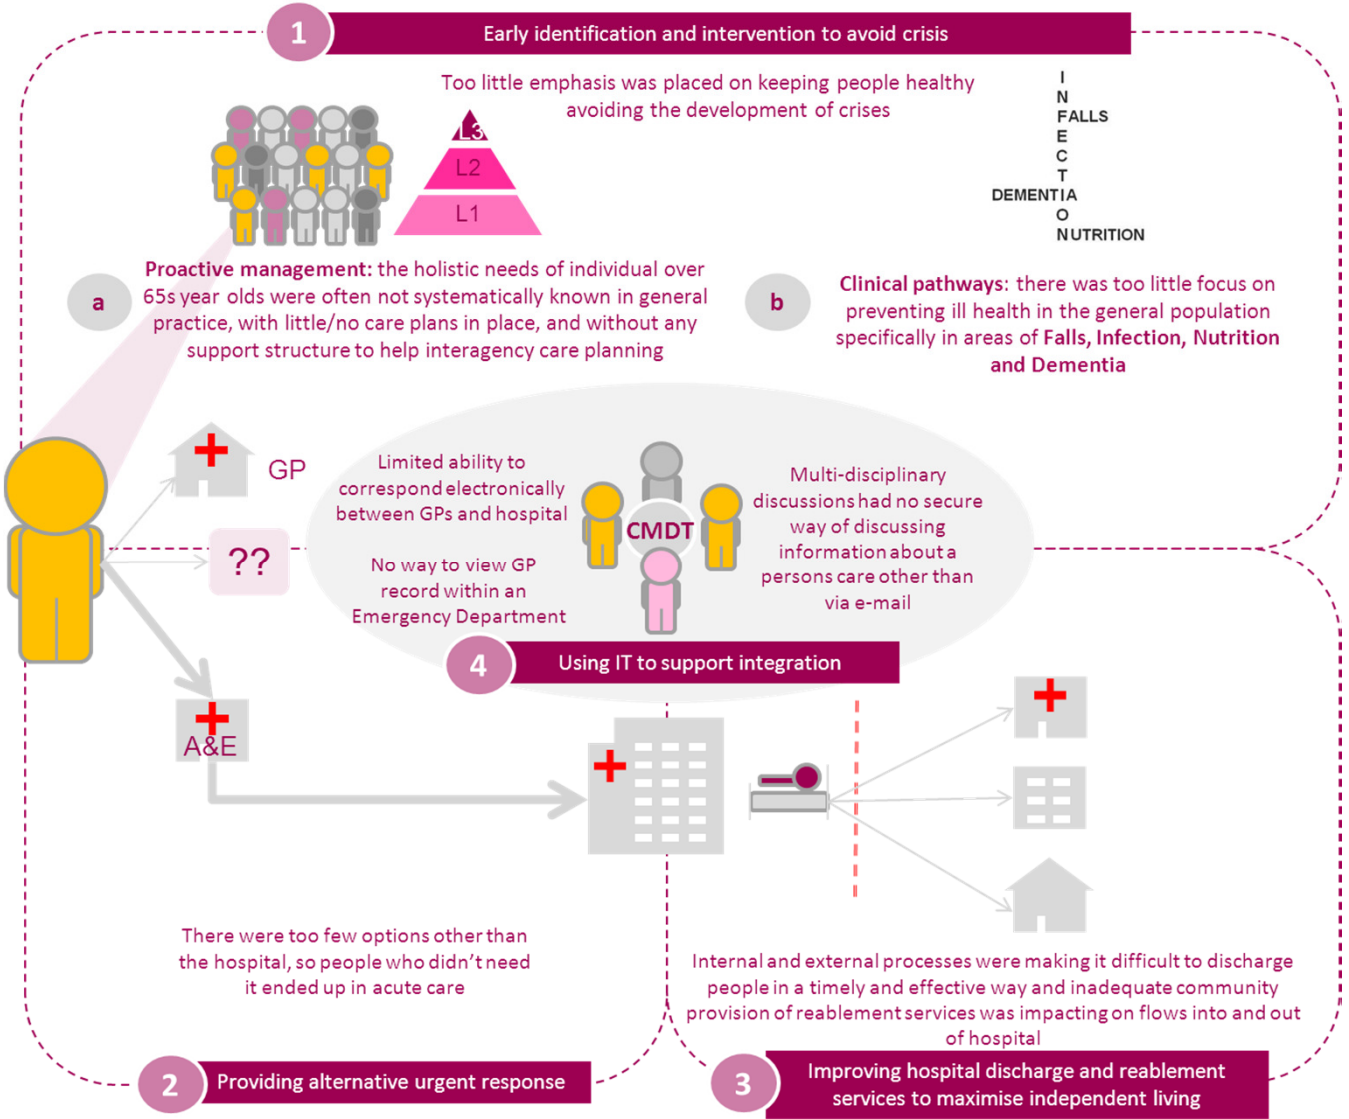 1
Early identification and intervention to avoid crisis
Too little emphasis was placed on keeping people healthy
avoiding the development of crises
L3
L2
L1
I
N
FALLS
E
C
T
DEMENTIA
O
NUTRITION
a
Proactive management: the holistic needs of individual over
65s year olds were often not systematically known in general
practice, with little/no care plans in place, and without any
support structure to help interagency care planning
b
Clinical pathways: there was too little focus on
preventing ill health in the general population
specifically in areas of Falls, Infection, Nutrition
and Dementia
GP
??
A&E
Limited ability to
correspond electronically
between GPs and hospital
No way to view GP
record within an
Emergency Department
CMDT
Multi-disciplinary
discussions had no secure
way of discussing
information about a
persons care other than
via e-mail
4
Using IT to support integration
There were too few options other than
the hospital, so people who didn't need
it ended up in acute care
2
Providing alternative urgent response
Internal and external processes were making it difficult to discharge
people in a timely and effective way and inadequate community
provision of reablement services was impacting on flows into and out
of hospital
3
Improving hospital discharge and reablement
services to maximise independent living